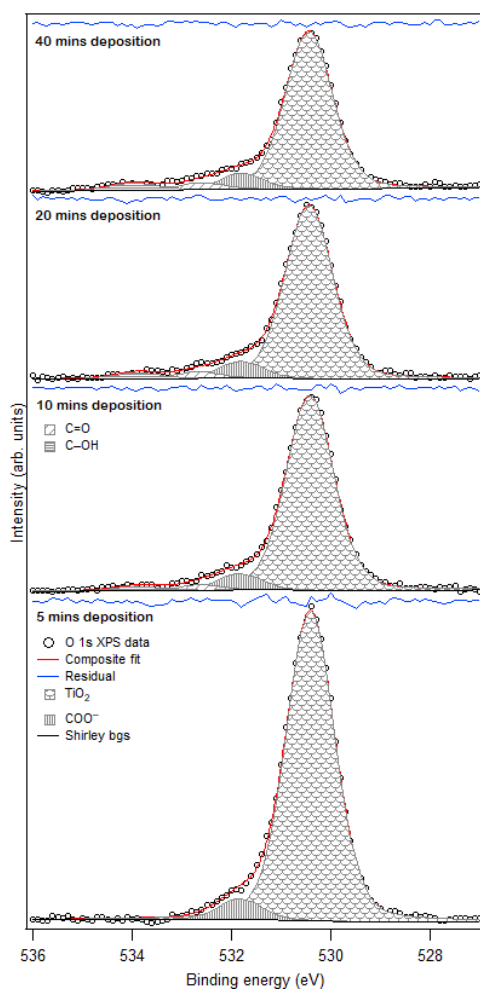 40 mins deposition
20 mins deposition
10 mins deposition
C=O
C–OH
5 mins deposition
O 1s XPS data
Composite fit
Residual
TiO₂
COO⁻
Shirley bgs
Intensity (arb. units)
536 534 532 530 528
Binding energy (eV)